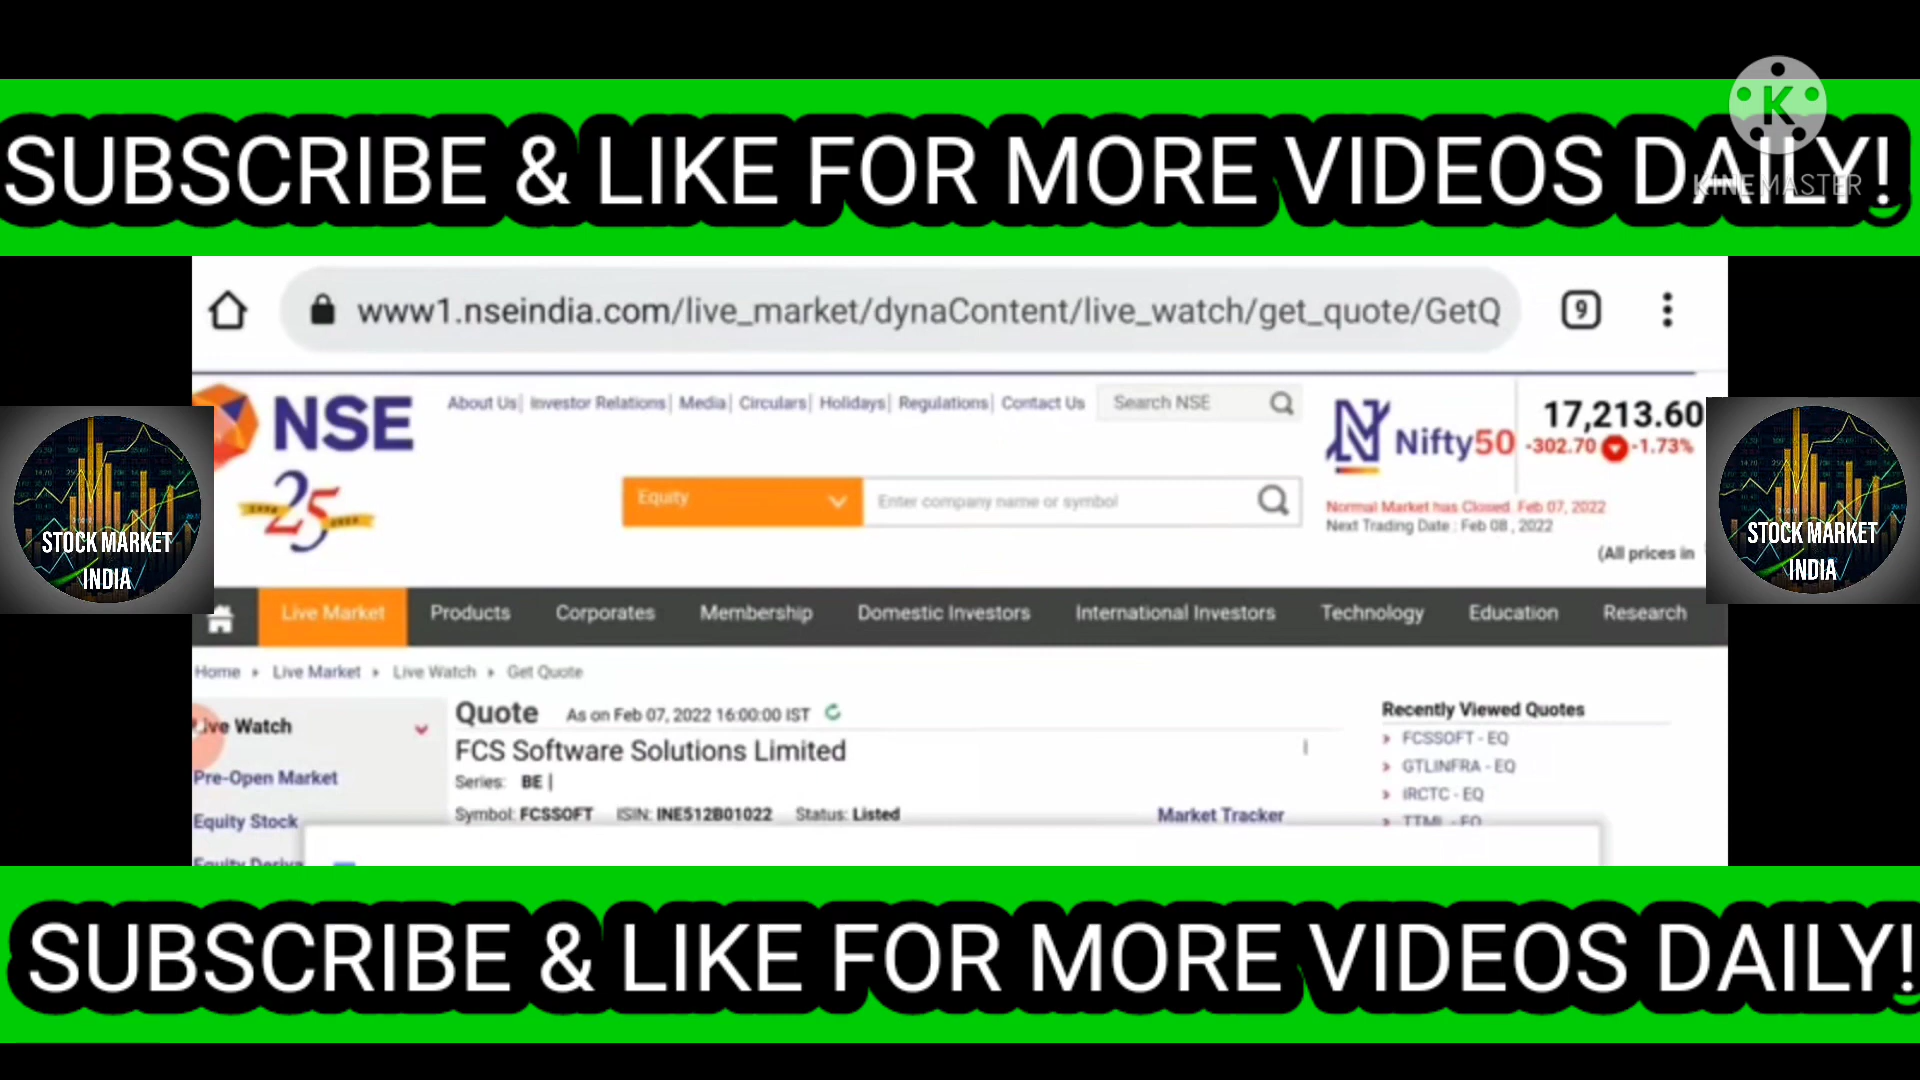 SUBSCRIBE & LIKE FOR MORE VIDEOS DAILY!
KINEMASTER
www1.nseindia.com/live_market/dynaContent/live_watch/get_quote/GetQ
9
NSE
About Us| Investor Relations| Media| Circulars| Holidays| Regulations| Contact Us
Search NSE
Nifty50
17,213.60
-302.70 -1.73%
25
Equity
Enter company name or symbol
Normal Market has Closed. Feb 07, 2022
Next Trading Date : Feb 08 , 2022
(All prices in
STOCK MARKET
INDIA
STOCK MARKET
INDIA
Live Market Products Corporates Membership Domestic Investors International Investors Technology Education Research
Home Live Market Live Watch Get Quote
Live Watch
Pre-Open Market
Equity Stock
Quote As on Feb 07, 2022 16:00:00 IST
FCS Software Solutions Limited
Series: BE |
Symbol: FCSSOFT ISIN: INE512B01022 Status: Listed
Market Tracker
Recently Viewed Quotes
FCSSOFT - EQ
GTLINFRA - EQ
IRCTC - EQ
TTML - EQ
SUBSCRIBE & LIKE FOR MORE VIDEOS DAILY!